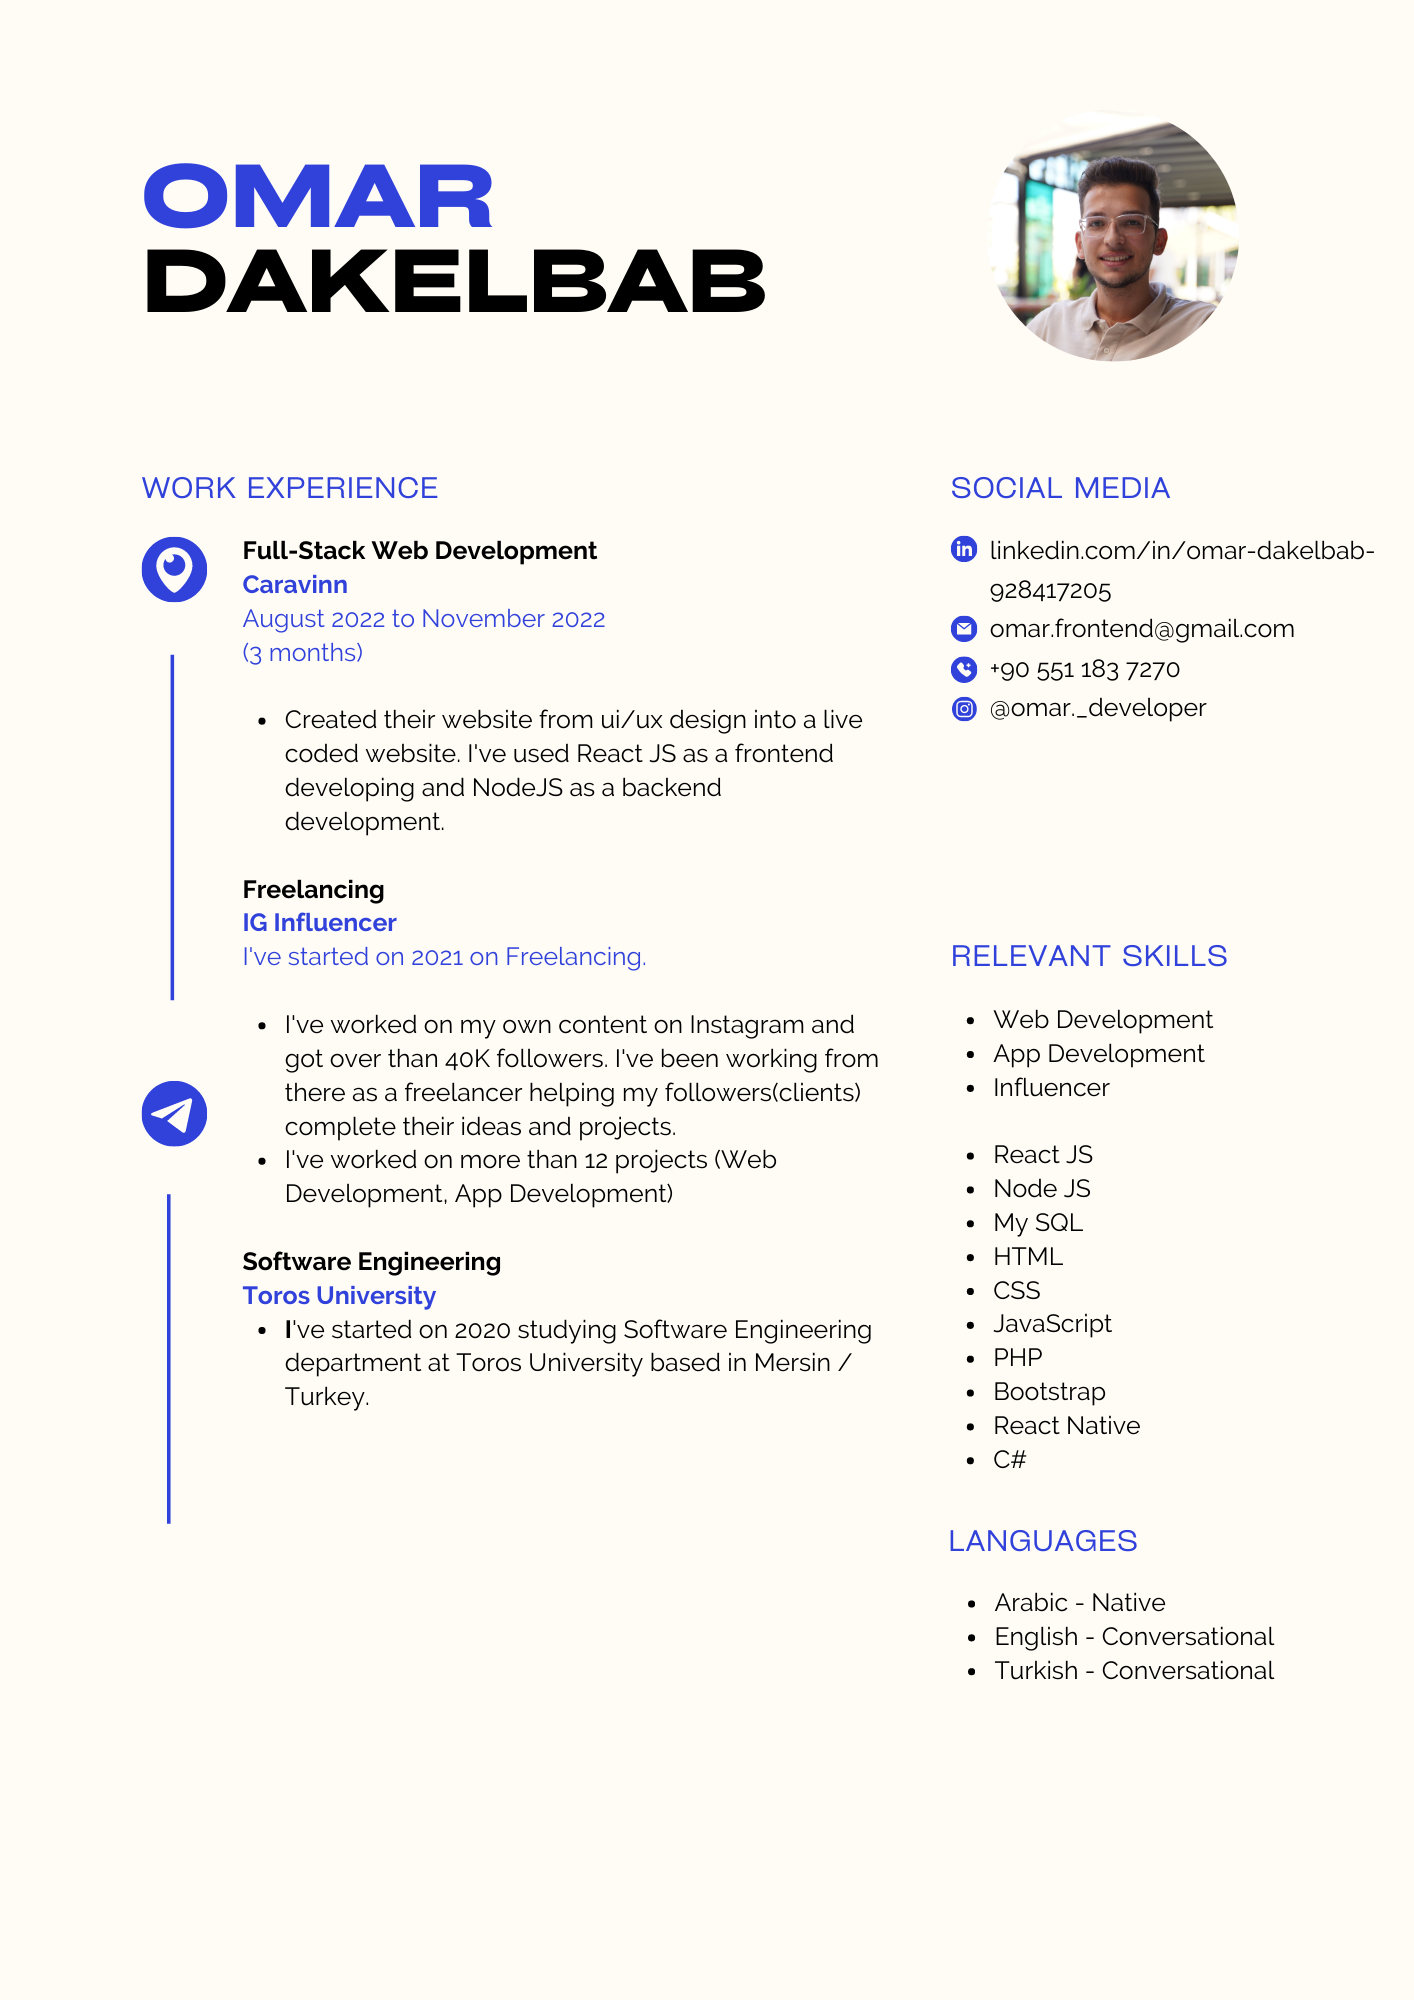 OMAR
DAKELBAB
WORK EXPERIENCE
Full-Stack Web Development
Caravinn
August 2022 to November 2022
(3 months)
• Created their website from ui/ux design into a live
coded website. I've used React JS as a frontend
developing and NodeJS as a backend
development.
Freelancing
IG Influencer
I've started on 2021 on Freelancing.
• I've worked on my own content on Instagram and
got over than 40K followers. I've been working from
there as a freelancer helping my followers(clients)
complete their ideas and projects.
• I've worked on more than 12 projects (Web
Development, App Development)
Software Engineering
Toros University
• I've started on 2020 studying Software Engineering
department at Toros University based in Mersin /
Turkey.
SOCIAL MEDIA
linkedin.com/in/omar-dakelbab-
928417205
omar.frontend@gmail.com
+90 551 183 7270
@omar._developer
RELEVANT SKILLS
• Web Development
• App Development
• Influencer
• React JS
• Node JS
• My SQL
• HTML
• CSS
• JavaScript
• PHP
• Bootstrap
• React Native
• C#
LANGUAGES
• Arabic - Native
• English - Conversational
• Turkish - Conversational